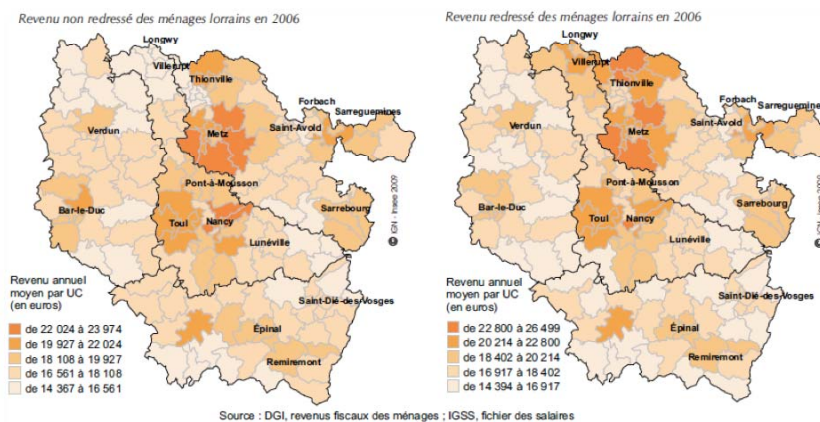 Revenu non redressé des ménages lorrains en 2006
Longwy
Villerupt
Thionville
Forbach
Sarreguemines
Saint-Avold
Metz
Verdun
Pont-à-Mousson
Bar-le-Duc
Toul
Nancy
Sarrebourg
Lunéville
© IGN - Insee 2009
Revenu annuel
moyen par UC
(en euros)
de 22 024 à 23 974
de 19 927 à 22 024
de 18 108 à 19 927
de 16 561 à 18 108
de 14 367 à 16 561
Saint-Dié-des-Vosges
Épinal
Remiremont
Revenu redressé des ménages lorrains en 2006
Longwy
Villerupt
Thionville
Forbach
Sarreguemines
Saint-Avold
Metz
Verdun
Pont-à-Mousson
Bar-le-Duc
Toul
Nancy
Sarrebourg
Lunéville
© IGN - Insee 2009
Revenu annuel
moyen par UC
(en euros)
de 22 800 à 26 499
de 20 214 à 22 800
de 18 402 à 20 214
de 16 917 à 18 402
de 14 394 à 16 917
Saint-Dié-des-Vosges
Épinal
Remiremont
Source : DGI, revenus fiscaux des ménages ; IGSS, fichier des salaires